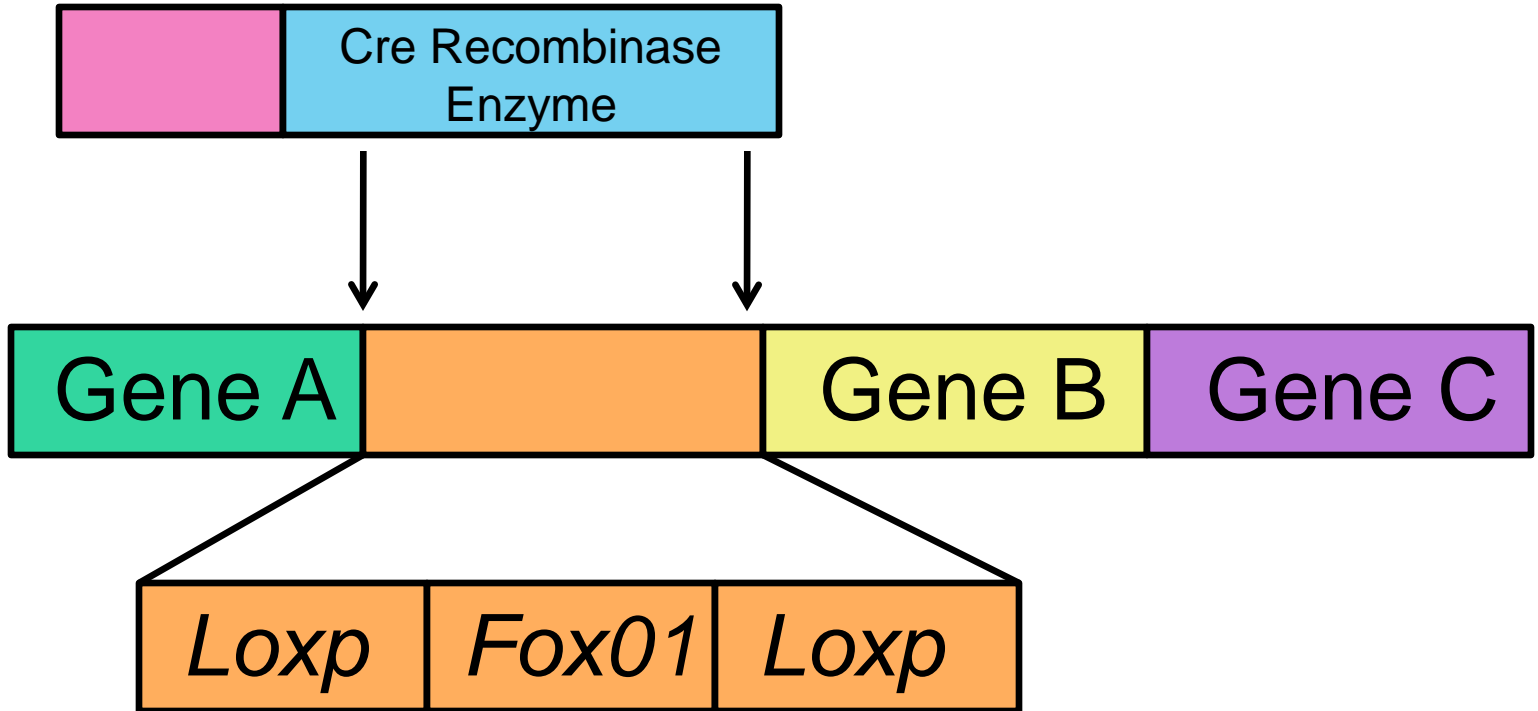 Cre Recombinase
Enzyme
Gene A
Gene B
Gene C
Loxp
Fox01
Loxp